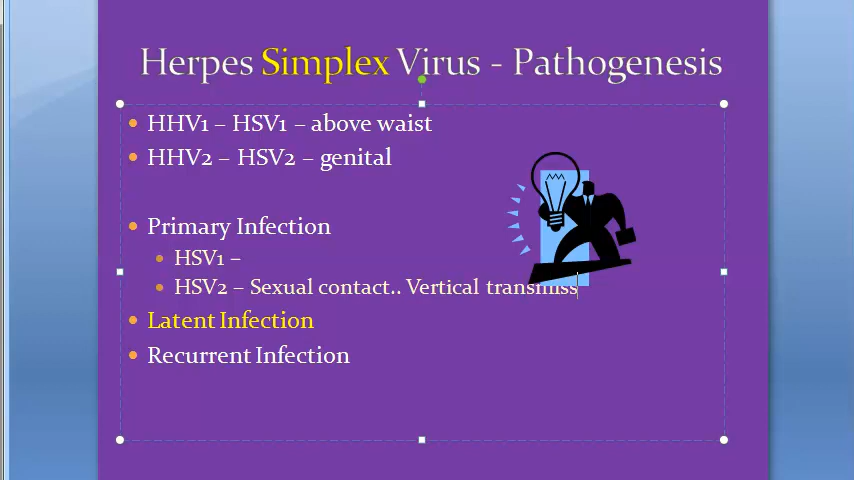 Herpes Simplex Virus - Pathogenesis
HHV1 – HSV1 – above waist
HHV2 – HSV2 – genital
Primary Infection
HSV1 –
HSV2 – Sexual contact.. Vertical transmiss
Latent Infection
Recurrent Infection